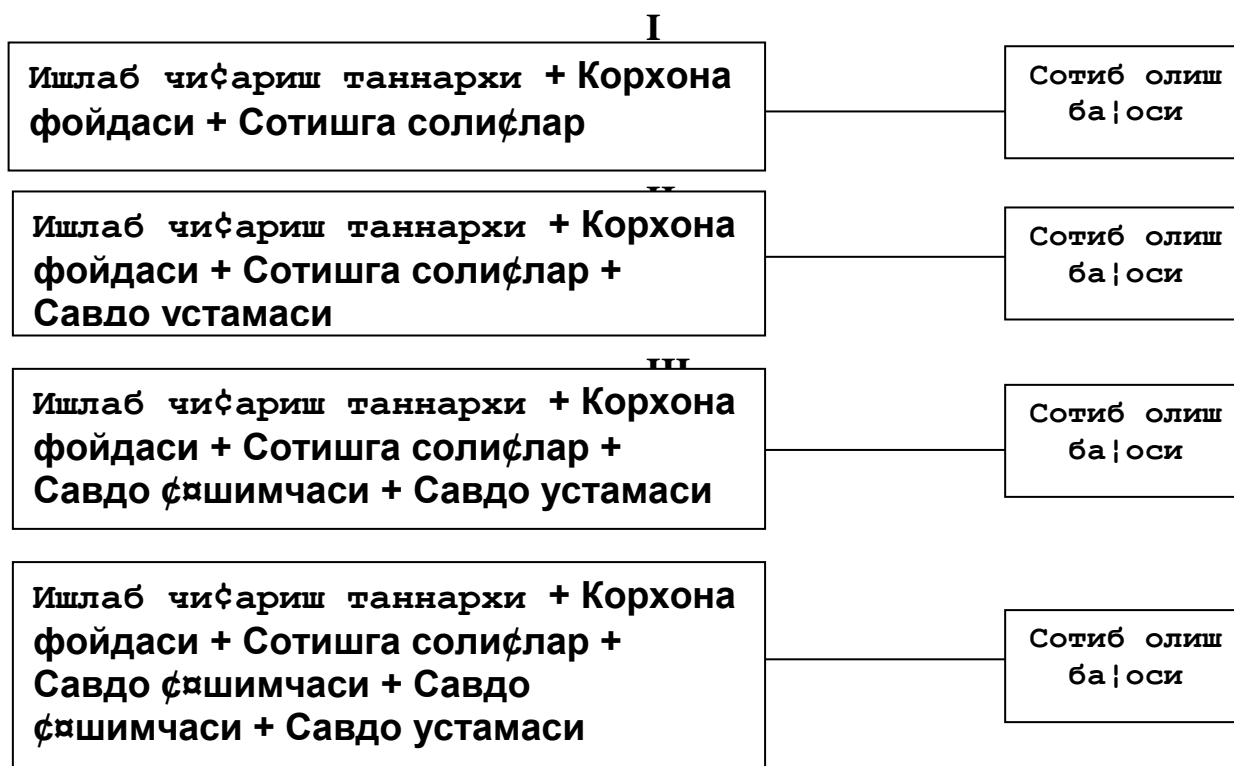 I
Ишлаб чи¢ариш таннархи + Корхона
фойдаси + Сотишга соли¢лар
Сотиб олиш
ба¦оси
II
Ишлаб чи¢ариш таннархи + Корхона
фойдаси + Сотишга соли¢лар +
Савдо устамаси
Сотиб олиш
ба¦оси
III
Ишлаб чи¢ариш таннархи + Корхона
фойдаси + Сотишга соли¢лар +
Савдо ¢¤шимчаси + Савдо устамаси
Сотиб олиш
ба¦оси
Ишлаб чи¢ариш таннархи + Корхона
фойдаси + Сотишга соли¢лар +
Савдо ¢¤шимчаси + Савдо
¢¤шимчаси + Савдо устамаси
Сотиб олиш
ба¦оси